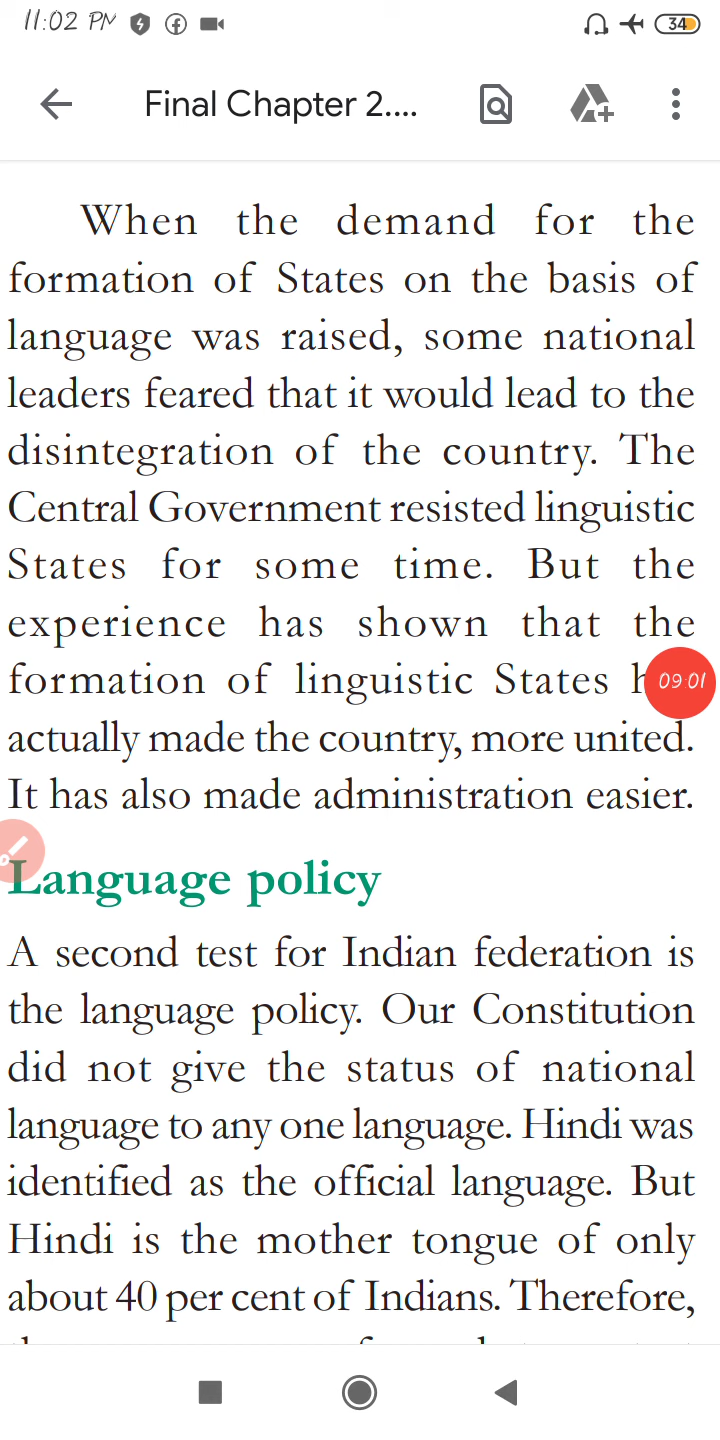 11:02 PM
34
Final Chapter 2....
When the demand for the
formation of States on the basis of
language was raised, some national
leaders feared that it would lead to the
disintegration of the country. The
Central Government resisted linguistic
States for some time. But the
experience has shown that the
formation of linguistic States
09:01
actually made the country, more united.
It has also made administration easier.
Language policy
A second test for Indian federation is
the language policy. Our Constitution
did not give the status of national
language to any one language. Hindi was
identified as the official language. But
Hindi is the mother tongue of only
about 40 per cent of Indians. Therefore,